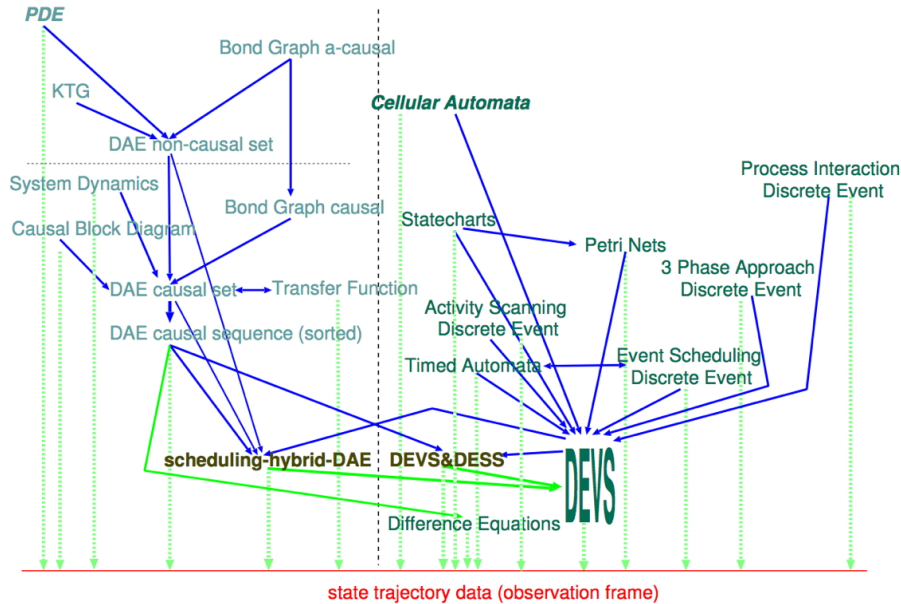 PDE
Bond Graph a-causal
KTG
Cellular Automata
DAE non-causal set
Process Interaction
Discrete Event
System Dynamics
Bond Graph causal
Causal Block Diagram
Statecharts
Petri Nets
3 Phase Approach
Discrete Event
DAE causal set
Transfer Function
Activity Scanning
Discrete Event
DAE causal sequence (sorted)
Timed Automata
Event Scheduling
Discrete Event
scheduling-hybrid-DAE
DEVS&DESS
DEVS
Difference Equations
state trajectory data (observation frame)